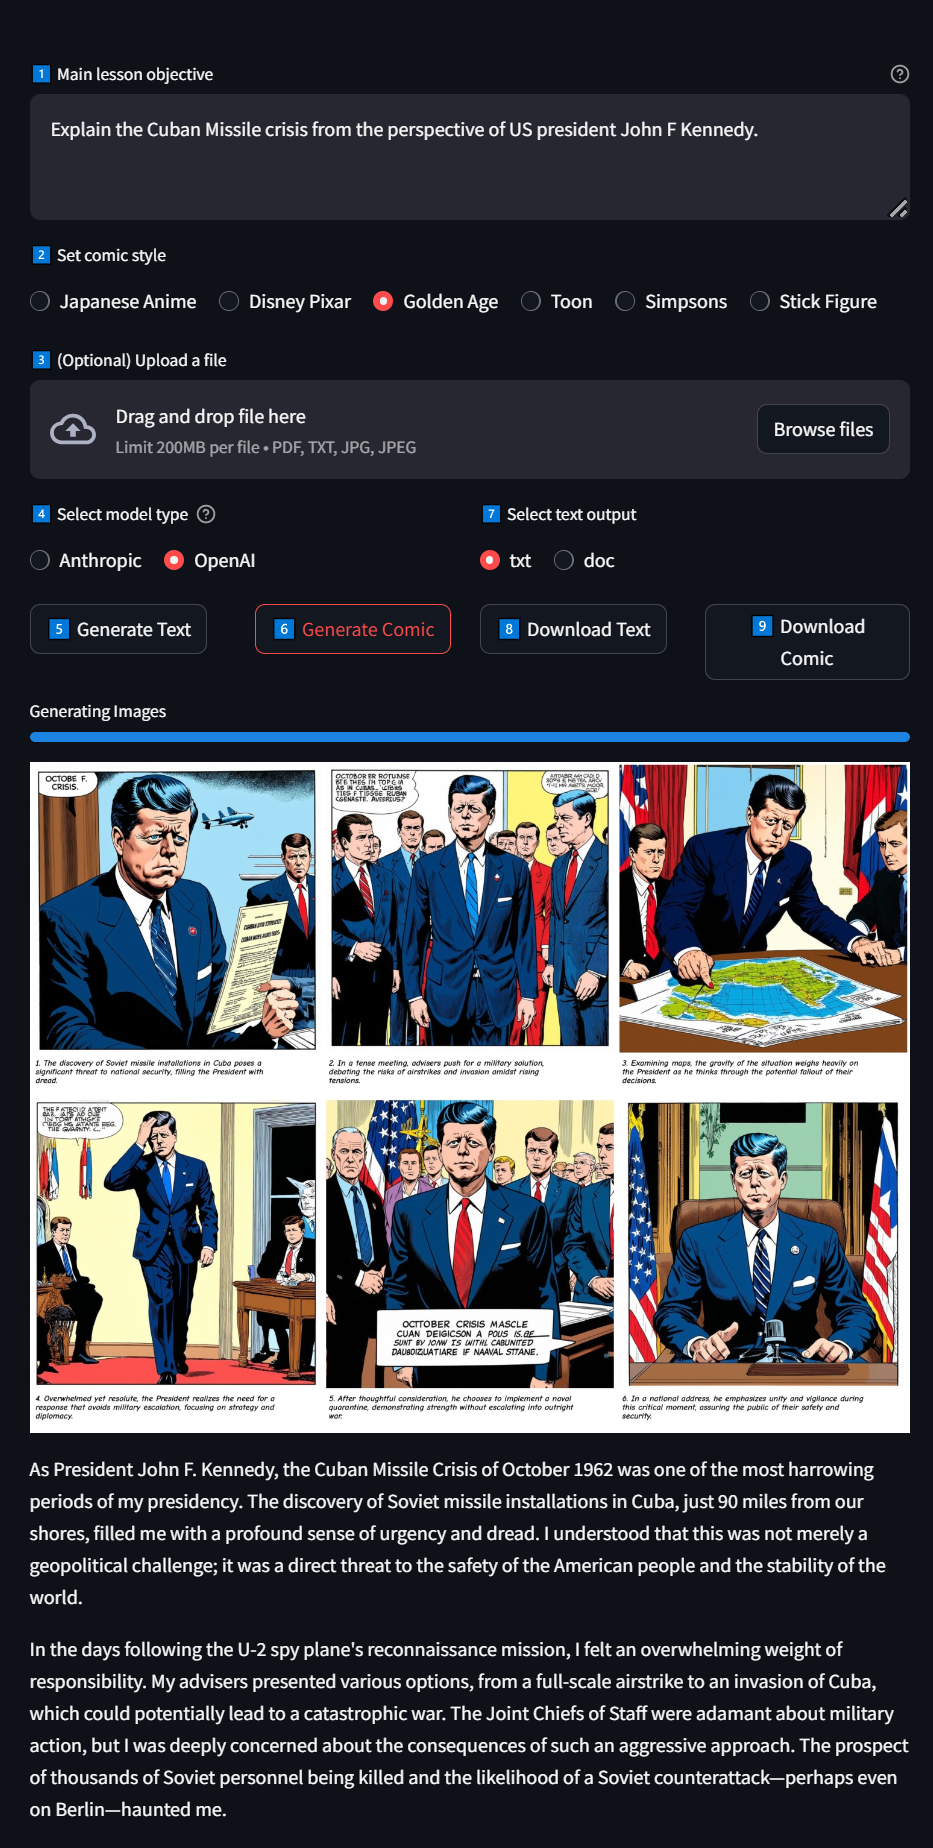 1 Main lesson objective
Explain the Cuban Missile crisis from the perspective of US president John F Kennedy.
2 Set comic style
Japanese Anime Disney Pixar Golden Age Toon Simpsons Stick Figure
3 (Optional) Upload a file
Drag and drop file here
Limit 200MB per file • PDF, TXT, JPG, JPEG
Browse files
4 Select model type
7 Select text output
Anthropic OpenAI
txt doc
5 Generate Text
6 Generate Comic
8 Download Text
9 Download
Comic
Generating Images
OCTOBE F.
CRISIS.
1. The discovery of Soviet missile installations in Cuba poses a
significant threat to national security, filling the President with
dread.
2. In a tense meeting, advisers push for a military solution,
debating the risks of airstrikes and invasion amidst rising
tensions.
3. Examining maps, the gravity of the situation weighs heavily on
the President as he thinks through the potential fallout of their
decisions.
OCTTOBER CRISIS MASCLE
4. Overwhelmed yet resolute, the President realizes the need for a
response that avoids military escalation, focusing on strategy and
diplomacy.
5. After thoughtful consideration, he chooses to implement a naval
quarantine, demonstrating strength without escalating into outright
war.
6. In a national address, he emphasizes unity and vigilance during
this critical moment, assuring the public of their safety and
security.
As President John F. Kennedy, the Cuban Missile Crisis of October 1962 was one of the most harrowing
periods of my presidency. The discovery of Soviet missile installations in Cuba, just 90 miles from our
shores, filled me with a profound sense of urgency and dread. I understood that this was not merely a
geopolitical challenge; it was a direct threat to the safety of the American people and the stability of the
world.
In the days following the U-2 spy plane's reconnaissance mission, I felt an overwhelming weight of
responsibility. My advisers presented various options, from a full-scale airstrike to an invasion of Cuba,
which could potentially lead to a catastrophic war. The Joint Chiefs of Staff were adamant about military
action, but I was deeply concerned about the consequences of such an aggressive approach. The prospect
of thousands of Soviet personnel being killed and the likelihood of a Soviet counterattack—perhaps even
on Berlin—haunted me.